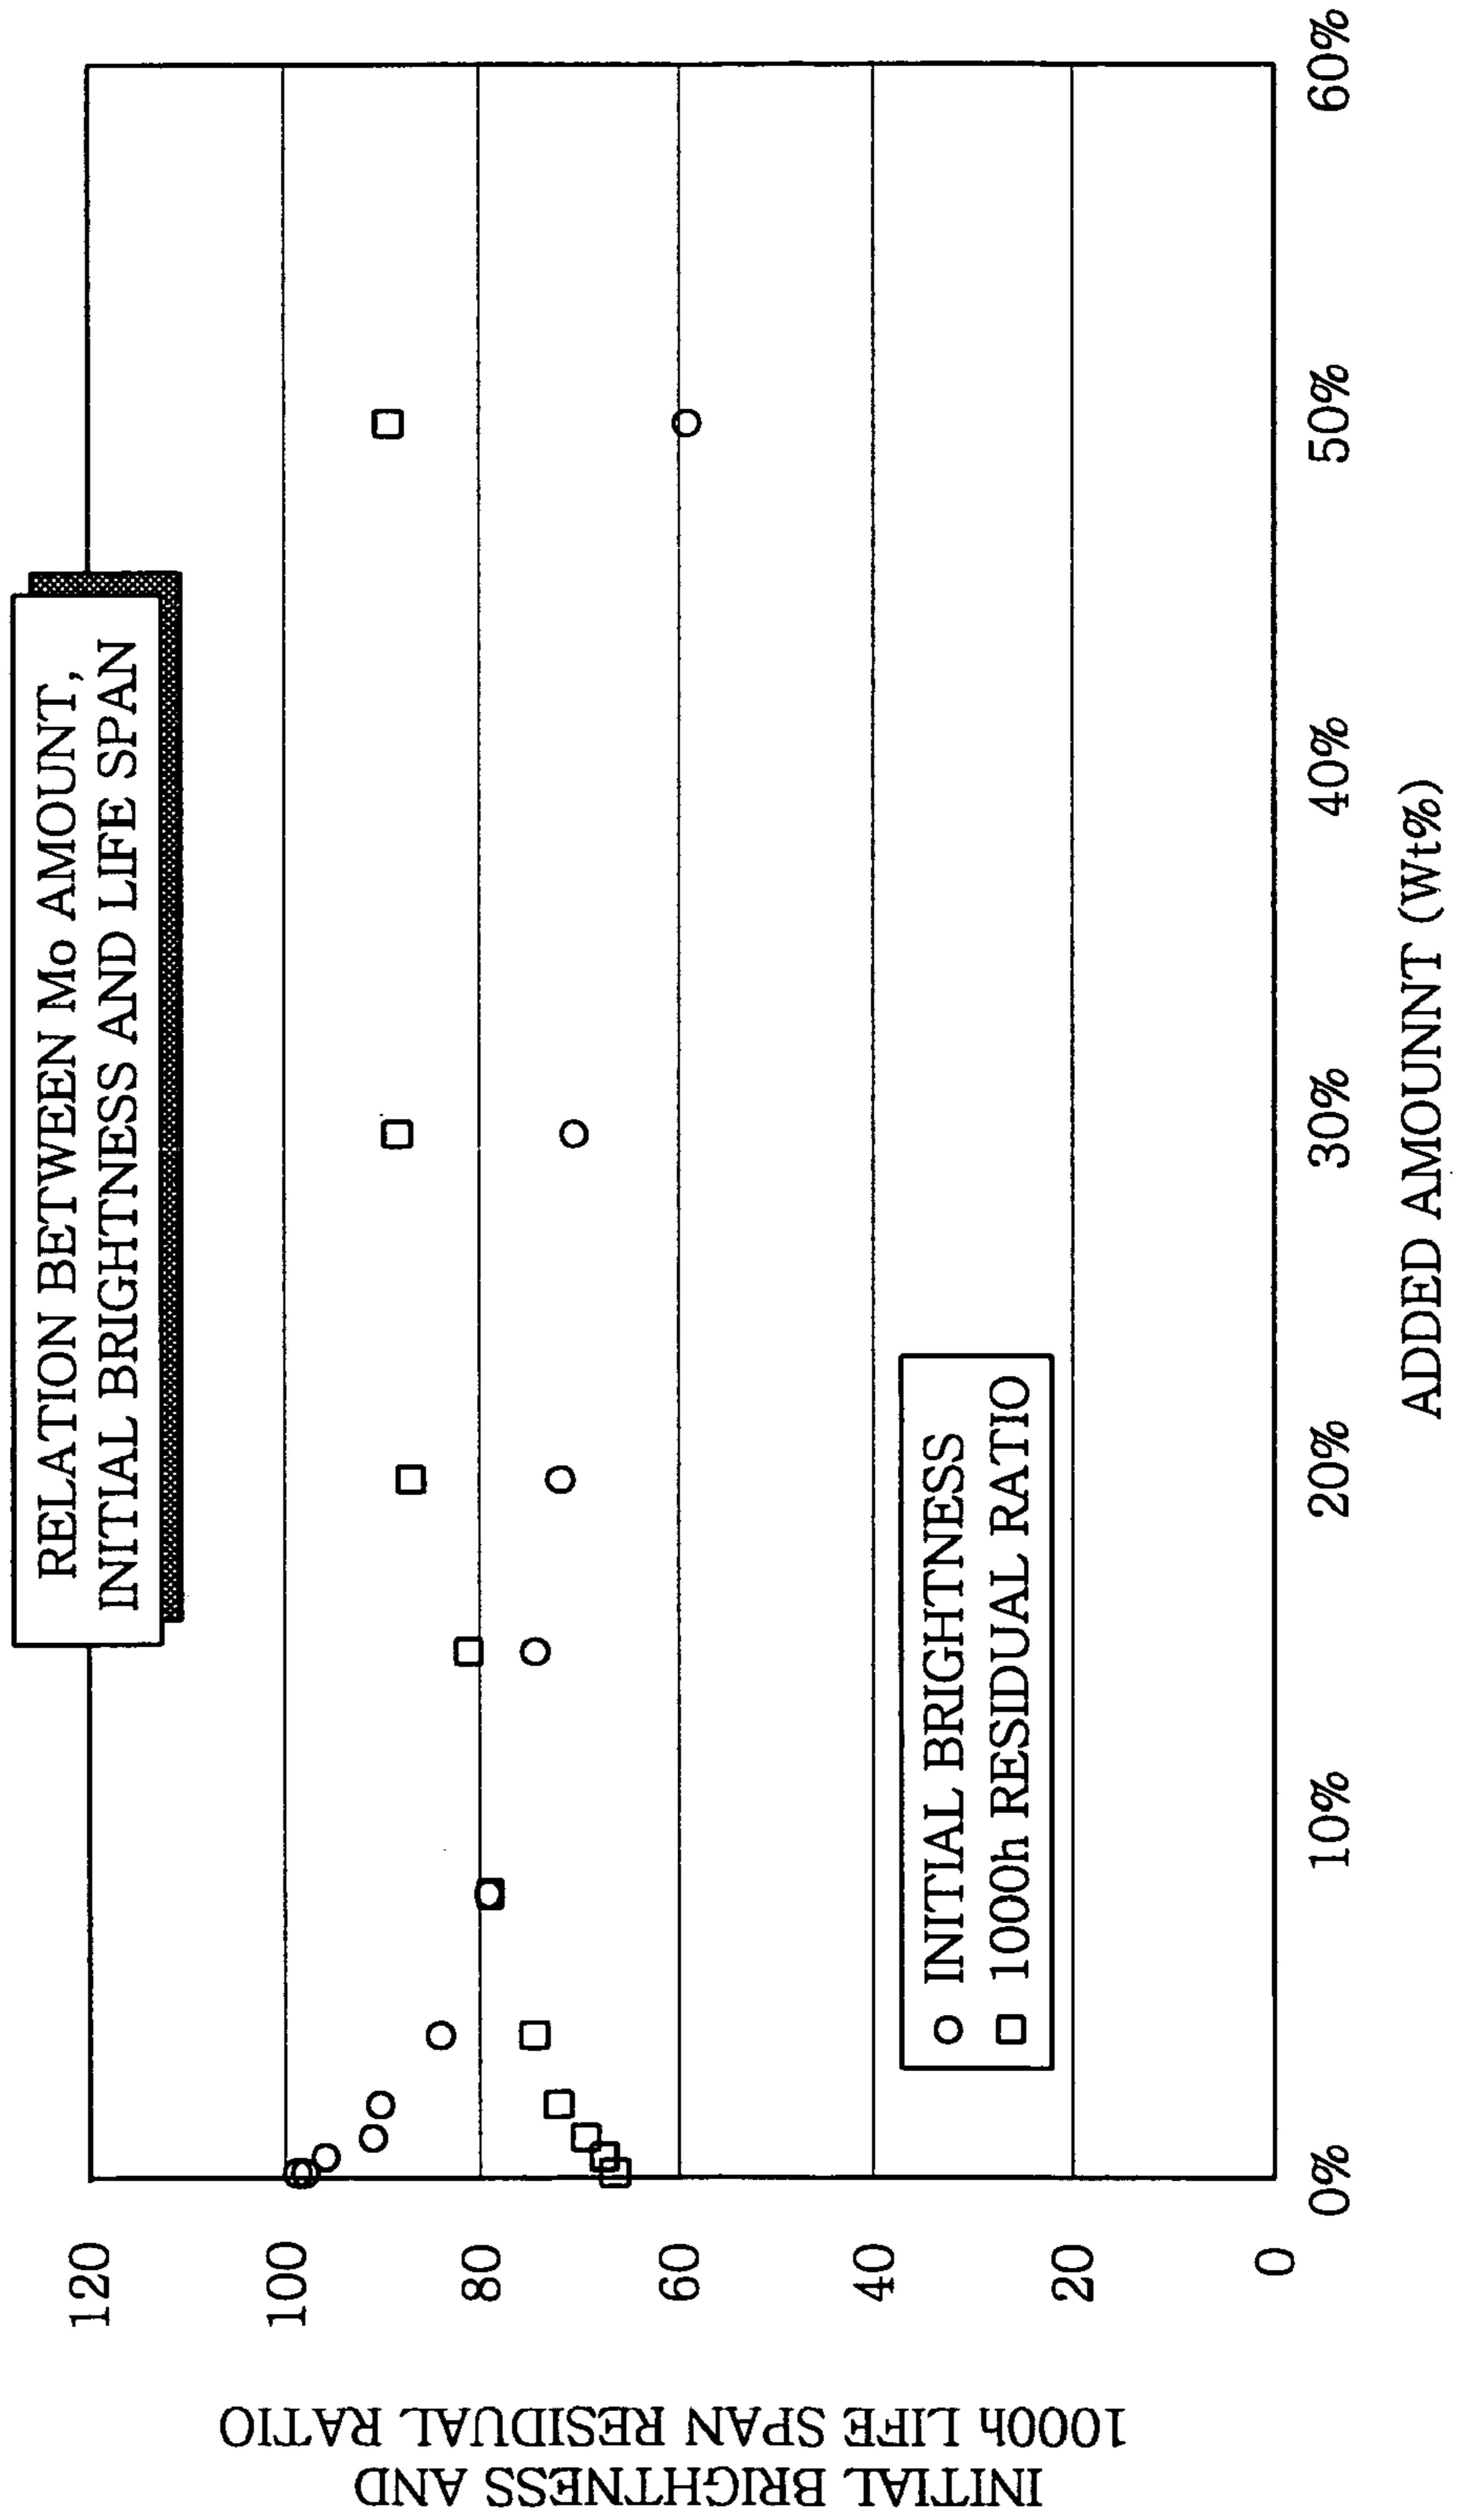 RELATION BETWEEN Mo AMOUNT,
INITIAL BRIGHTNESS AND LIFE SPAN
INITIAL BRIGHTNESS AND
1000h LIFE SPAN RESIDUAL RATIO
120
100
80
60
40
20
0
INITIAL BRIGHTNESS
1000h RESIDUAL RATIO
0%
10%
20%
30%
40%
50%
60%
ADDED AMOUNT (Wt%)